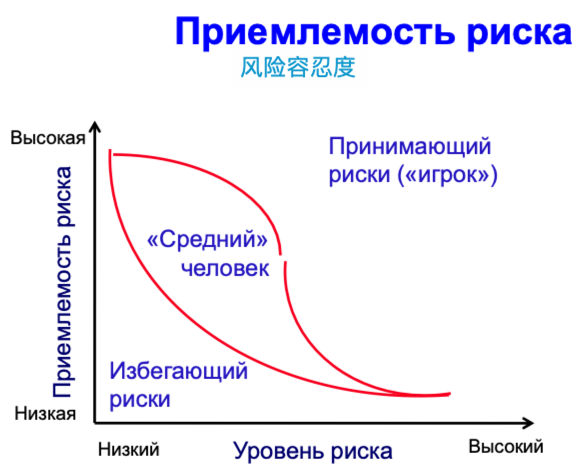 Приемлемость риска
风险容忍度
Высокая
Принимающий
риски («игрок»)
Приемлемость риска
«Средний»
человек
Избегающий
риски
Низкая
Низкий
Уровень риска
Высокий